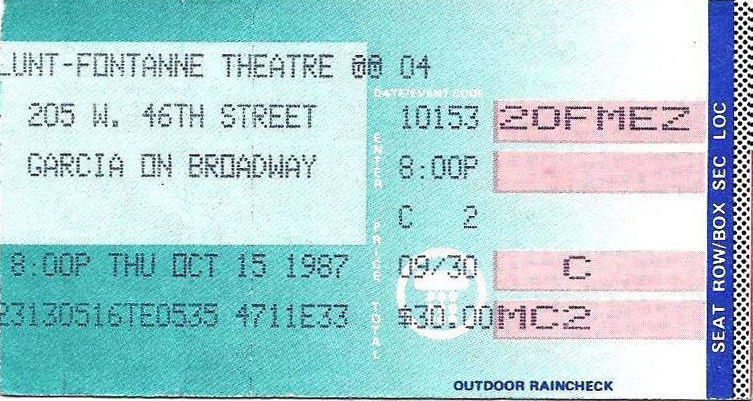 LUNT-FONTANNE THEATRE 04
DATE/EVENT CODE
205 W. 46TH STREET 10153 2OFMEZ
GARCIA ON BROADWAY 8:00P
C 2
8:00P THU OCT 15 1987 09/30 C
23130516TE0535 4711E33 $30.00 MC2
ENTER PRICE TOTAL
OUTDOOR RAINCHECK
SEAT ROW/BOX SEC LOC